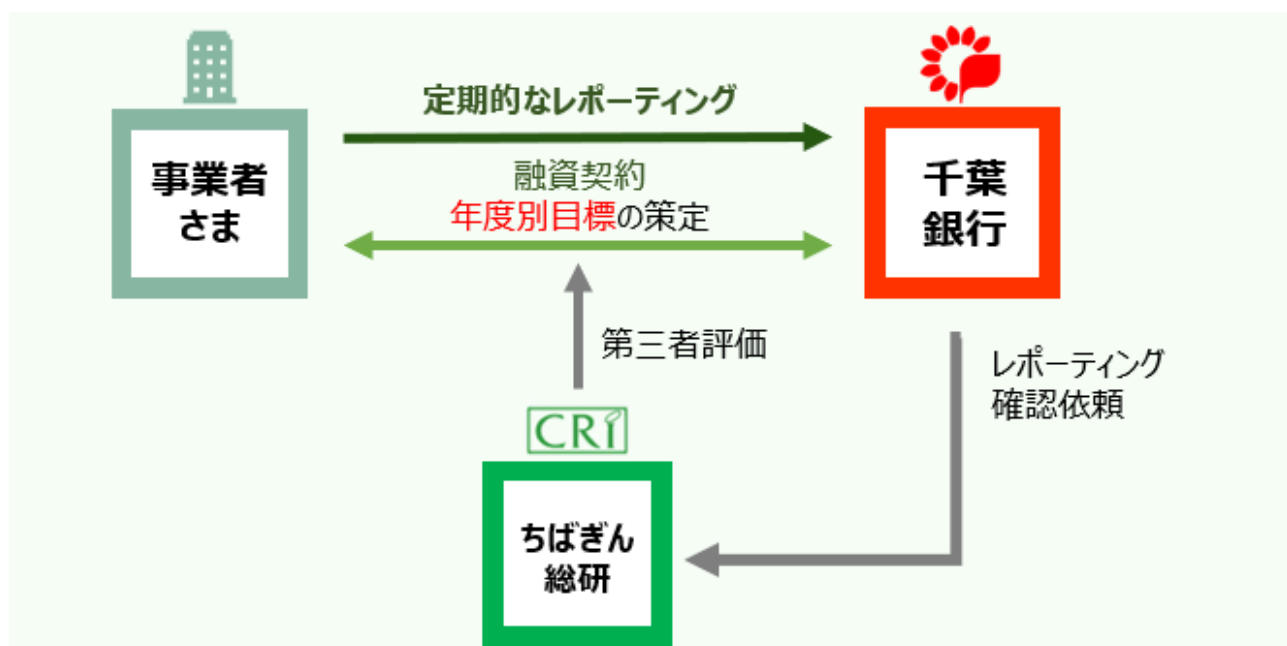 定期的なレポーティング
事業者
さま
融資契約
年度別目標の策定
千葉
銀行
第三者評価
レポーティング
確認依頼
CRI
ちばぎん
総研